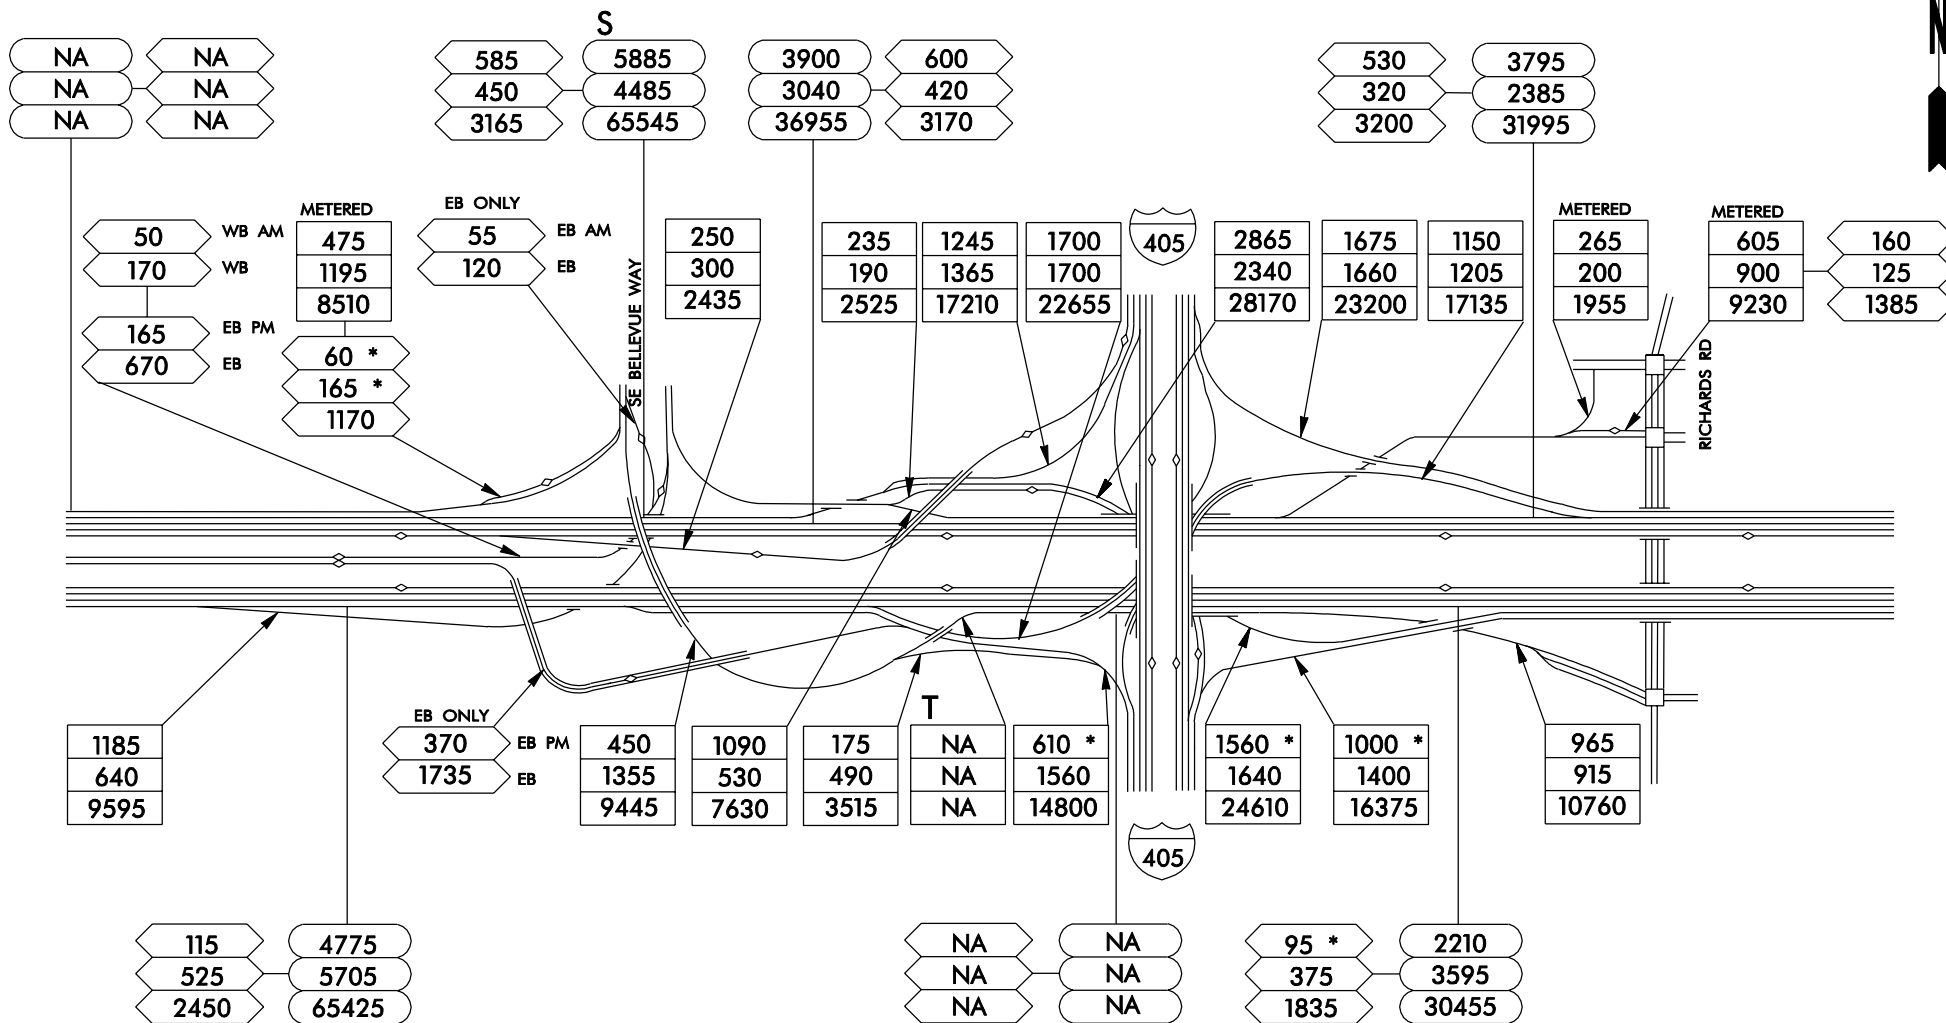 S
N
NA
NA
NA
NA
NA
NA
585
450
3165
5885
4485
65545
3900
3040
36955
600
420
3170
530
320
3200
3795
2385
31995
50 WB AM
170 WB
165 EB PM
670 EB
METERED
475
1195
8510
60 *
165 *
1170
EB ONLY
55 EB AM
120 EB
SE BELLEVUE WAY
250
300
2435
235
190
2525
1245
1365
17210
1700
1700
22655
405
2865
2340
28170
1675
1660
23200
1150
1205
17135
METERED
265
200
1955
METERED
605
900
9230
160
125
1385
RICHARDS RD
1185
640
9595
EB ONLY
370 EB PM
1735 EB
450
1355
9445
1090
530
7630
175
490
3515
T
NA
NA
NA
610 *
1560
14800
405
1560 *
1640
24610
1000 *
1400
16375
965
915
10760
115
525
2450
4775
5705
65425
NA
NA
NA
NA
NA
NA
95 *
375
1835
2210
3595
30455